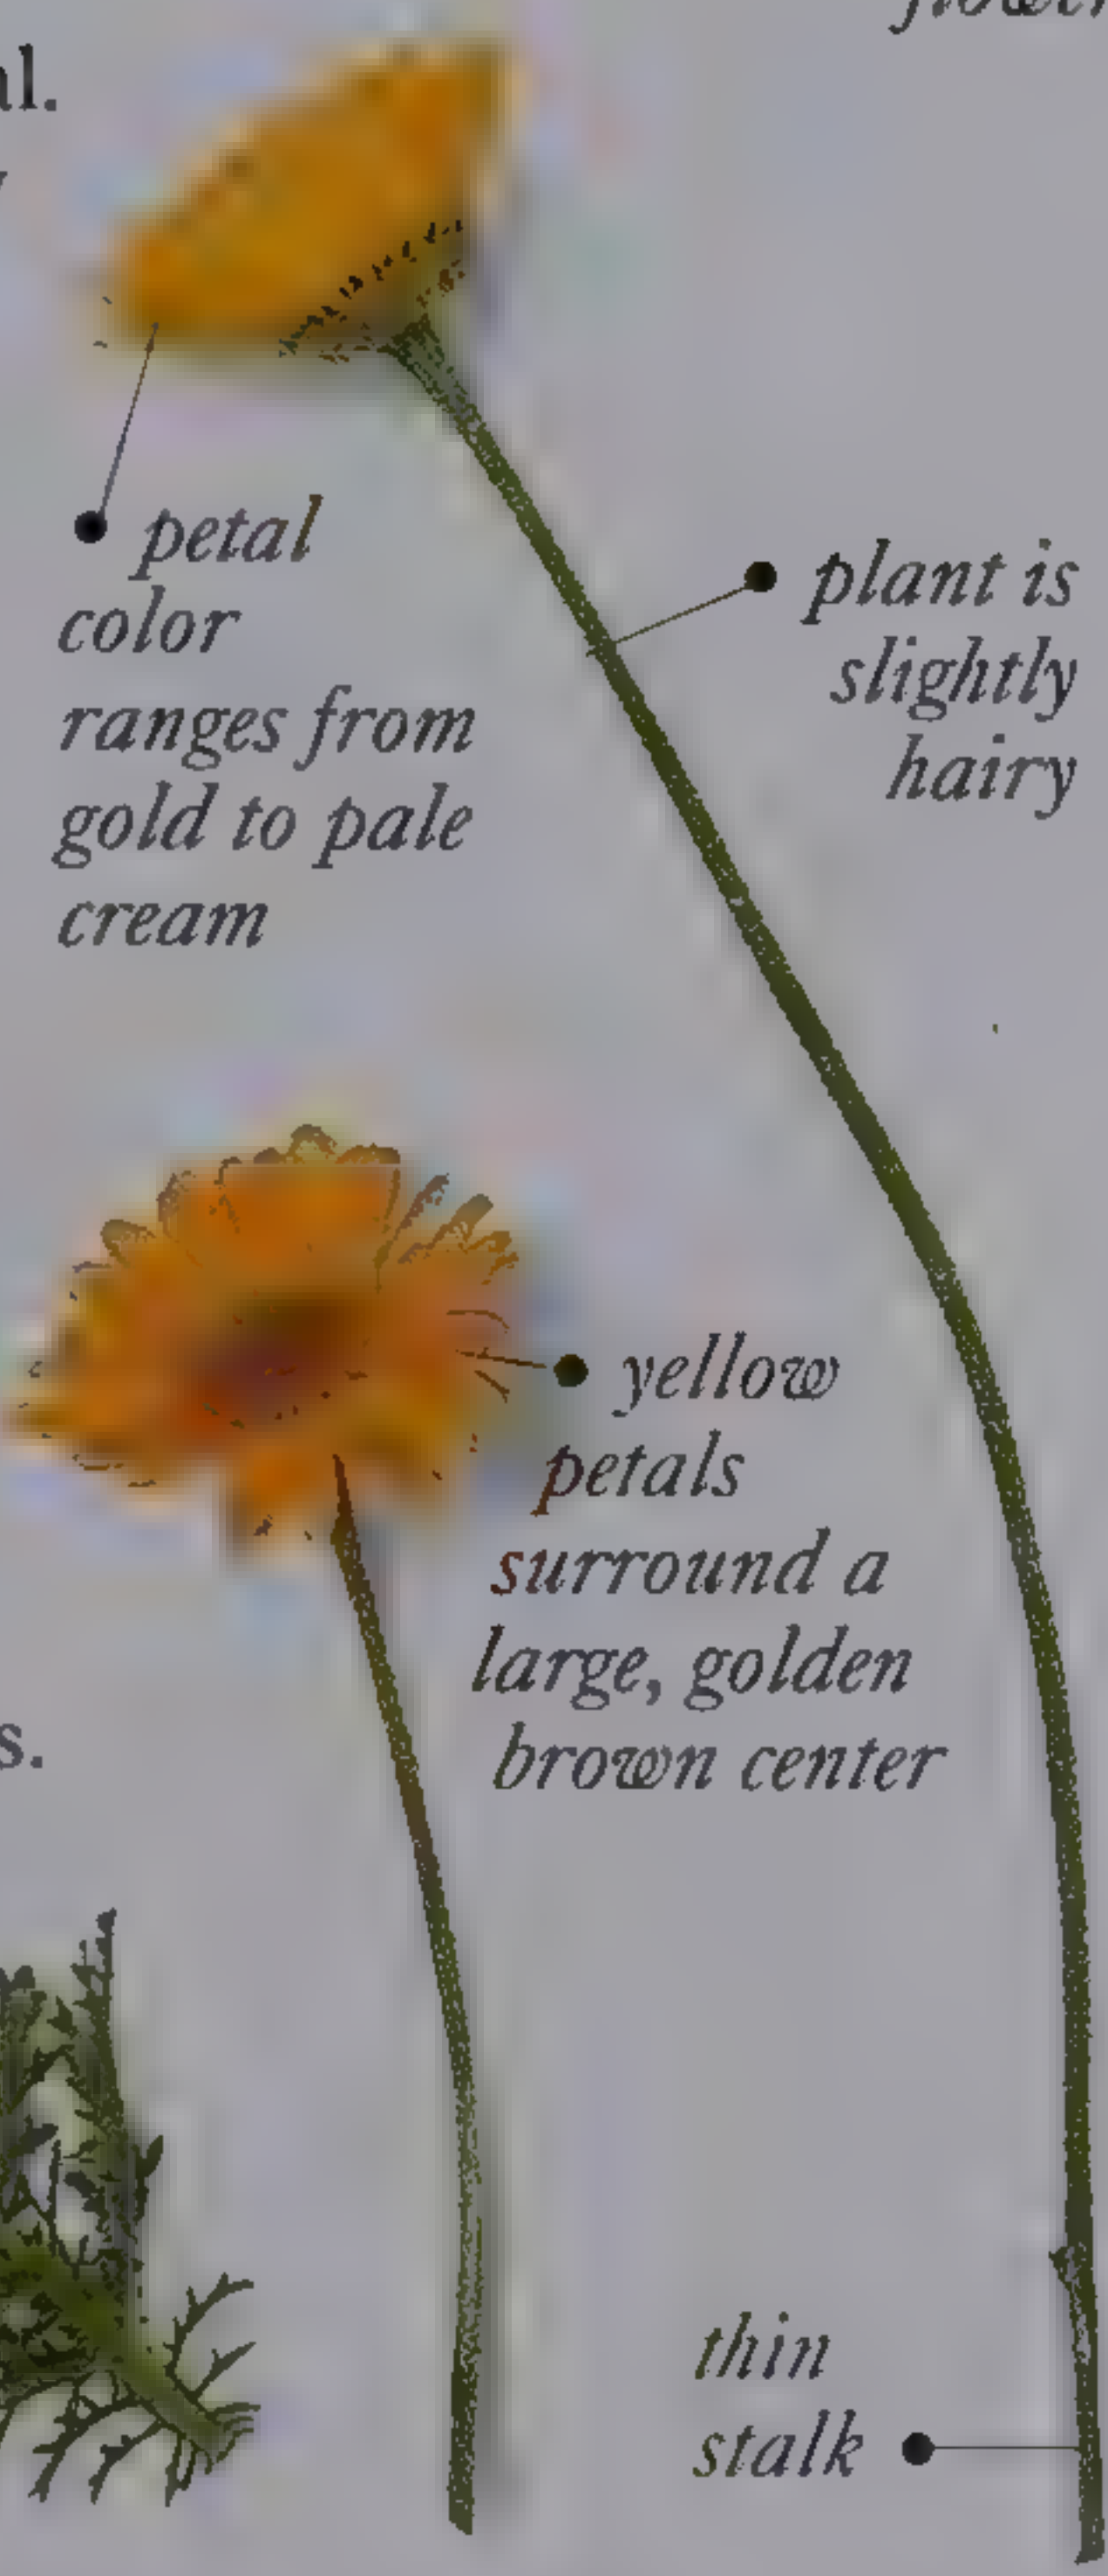 al.
petal
color
ranges from
gold to pale
cream
plant is
slightly
hairy
yellow
petals
surround a
large, golden
brown center
s.
thin
stalk